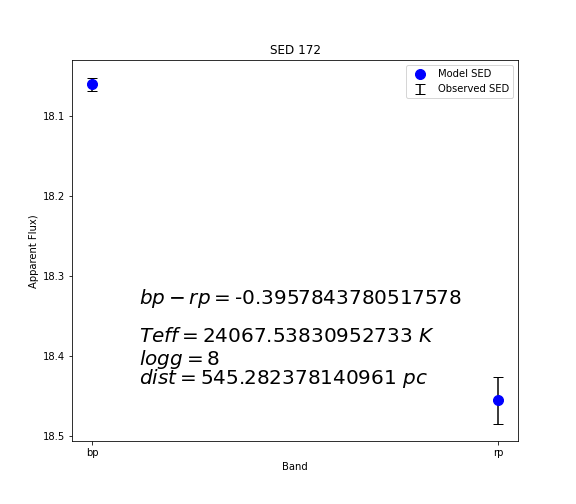 SED 172
Model SED
Observed SED
18.1
18.2
18.3
18.4
18.5
Apparent Flux)
bp − rp = -0.3957843780517578
Teff = 24067.53830952733 K
logg = 8
dist = 545.282378140961 pc
bp
rp
Band